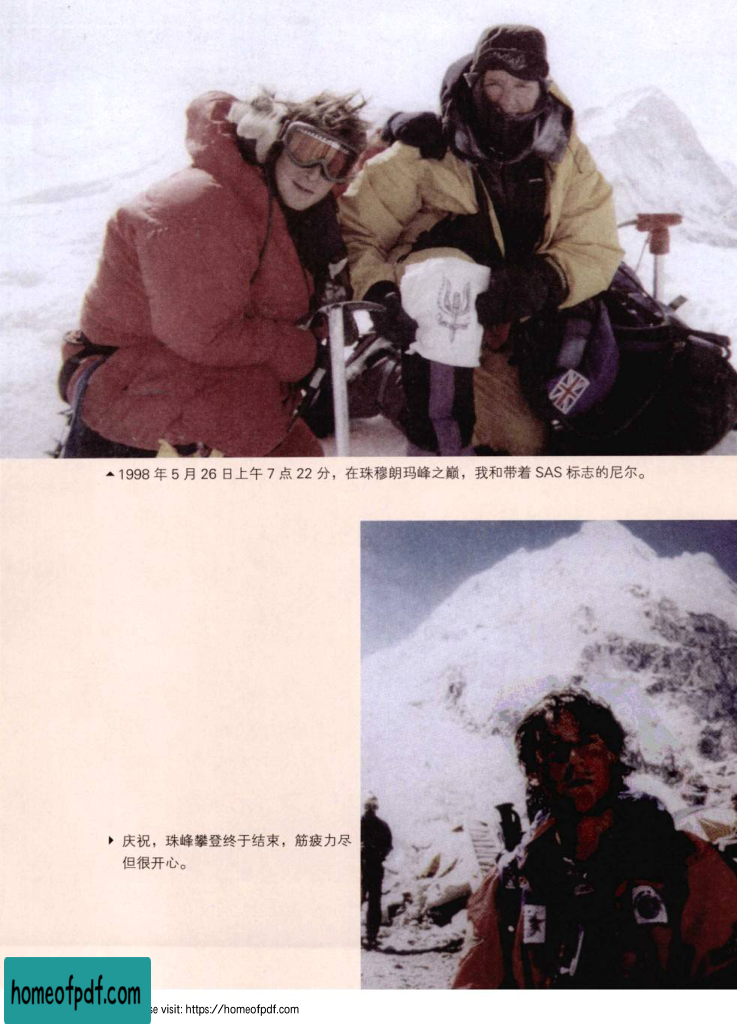 ▲1998 年 5 月 26 日上午 7 点 22 分，在珠穆朗玛峰之巅，我和带着 SAS 标志的尼尔。
▶ 庆祝，珠峰攀登终于结束，筋疲力尽
但很开心。
homeofpdf.com
se visit: https://homeofpdf.com